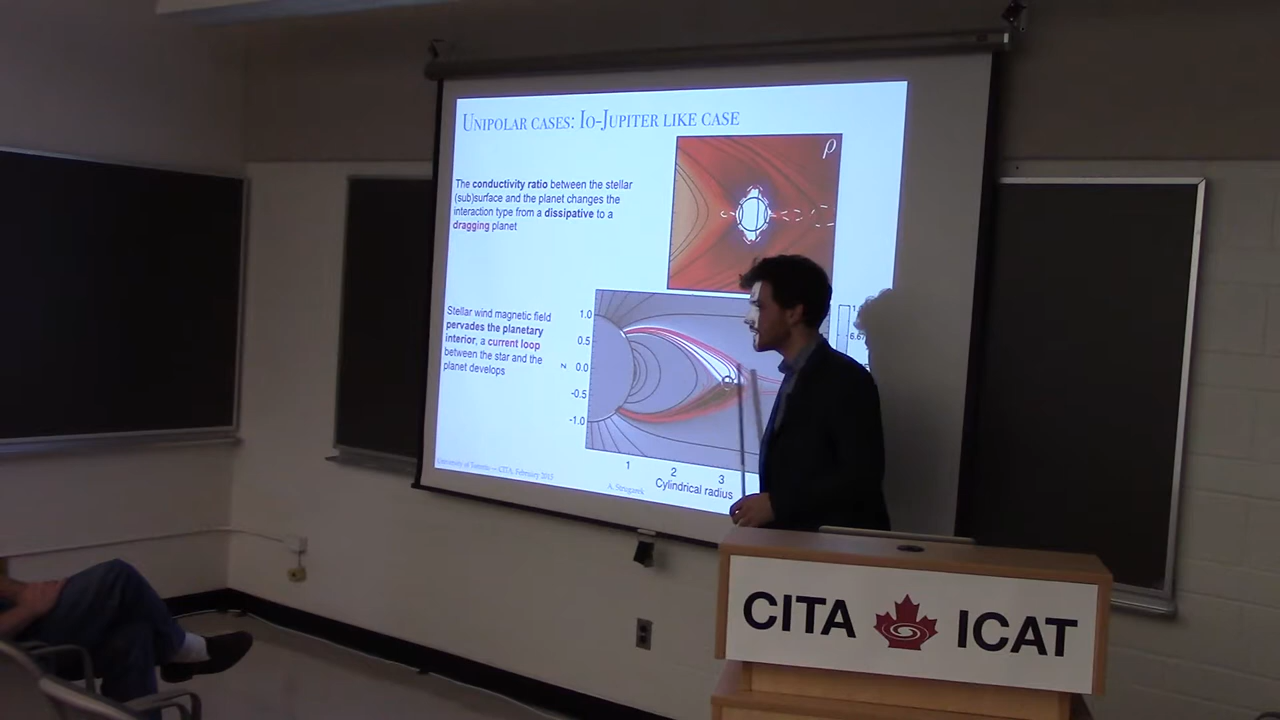 UNIPOLAR CASES: IO-JUPITER LIKE CASE
ρ
The conductivity ratio between the stellar
(sub)surface and the planet changes the
interaction type from a dissipative to a
dragging planet
Stellar wind magnetic field
pervades the planetary
interior, a current loop
between the star and the
planet develops
1.0
0.5
0.0
-0.5
-1.0
z
1 2 3
Cylindrical radius
University of Toronto — CITA, February 2015
A. Strugarek
CITA ICAT